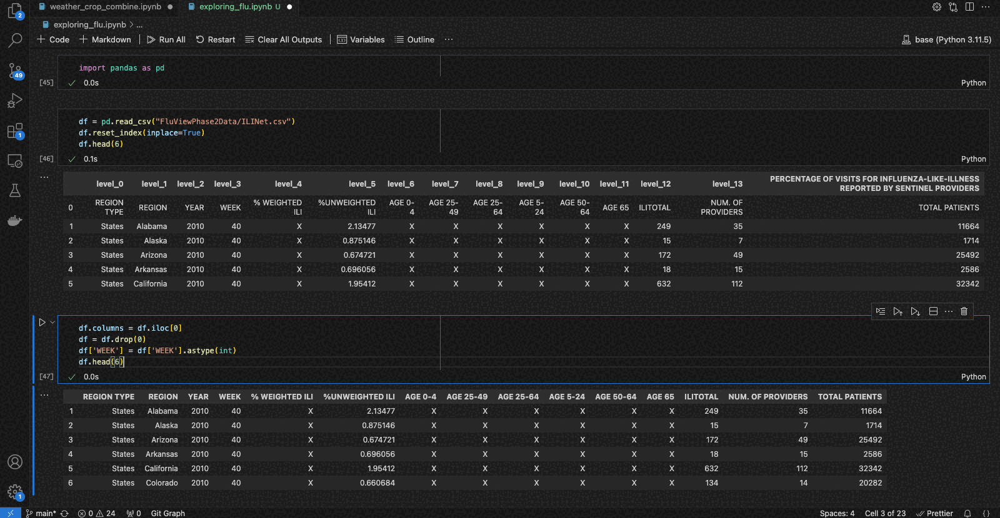 weather_crop_combine.ipynb
exploring_flu.ipynb U
exploring_flu.ipynb > ...
+ Code + Markdown Run All Restart Clear All Outputs Variables Outline ... base (Python 3.11.5)
import pandas as pd
[45] 0.0s Python
df = pd.read_csv("FluViewPhase2Data/ILINet.csv")
df.reset_index(inplace=True)
df.head(6)
[46] 0.1s Python
level_0 level_1 level_2 level_3 level_4 level_5 level_6 level_7 level_8 level_9 level_10 level_11 level_12 level_13 PERCENTAGE OF VISITS FOR INFLUENZA-LIKE-ILLNESS REPORTED BY SENTINEL PROVIDERS
0 REGION TYPE REGION YEAR WEEK % WEIGHTED ILI %UNWEIGHTED ILI AGE 0-4 AGE 25-49 AGE 25-64 AGE 5-24 AGE 50-64 AGE 65 ILITOTAL NUM. OF PROVIDERS TOTAL PATIENTS
1 States Alabama 2010 40 X 2.13477 X X X X X X 249 35 11664
2 States Alaska 2010 40 X 0.875146 X X X X X X 15 7 1714
3 States Arizona 2010 40 X 0.674721 X X X X X X 172 49 25492
4 States Arkansas 2010 40 X 0.696056 X X X X X X 18 15 2586
5 States California 2010 40 X 1.95412 X X X X X X 632 112 32342
df.columns = df.iloc[0]
df = df.drop(0)
df['WEEK'] = df['WEEK'].astype(int)
df.head(6)
[47] 0.0s Python
REGION TYPE REGION YEAR WEEK % WEIGHTED ILI %UNWEIGHTED ILI AGE 0-4 AGE 25-49 AGE 25-64 AGE 5-24 AGE 50-64 AGE 65 ILITOTAL NUM. OF PROVIDERS TOTAL PATIENTS
1 States Alabama 2010 40 X 2.13477 X X X X X X 249 35 11664
2 States Alaska 2010 40 X 0.875146 X X X X X X 15 7 1714
3 States Arizona 2010 40 X 0.674721 X X X X X X 172 49 25492
4 States Arkansas 2010 40 X 0.696056 X X X X X X 18 15 2586
5 States California 2010 40 X 1.95412 X X X X X X 632 112 32342
6 States Colorado 2010 40 X 0.660684 X X X X X X 134 14 20282
2
49
1
1
main* 0 24 0 Git Graph Spaces: 4 Cell 3 of 23 Prettier {}